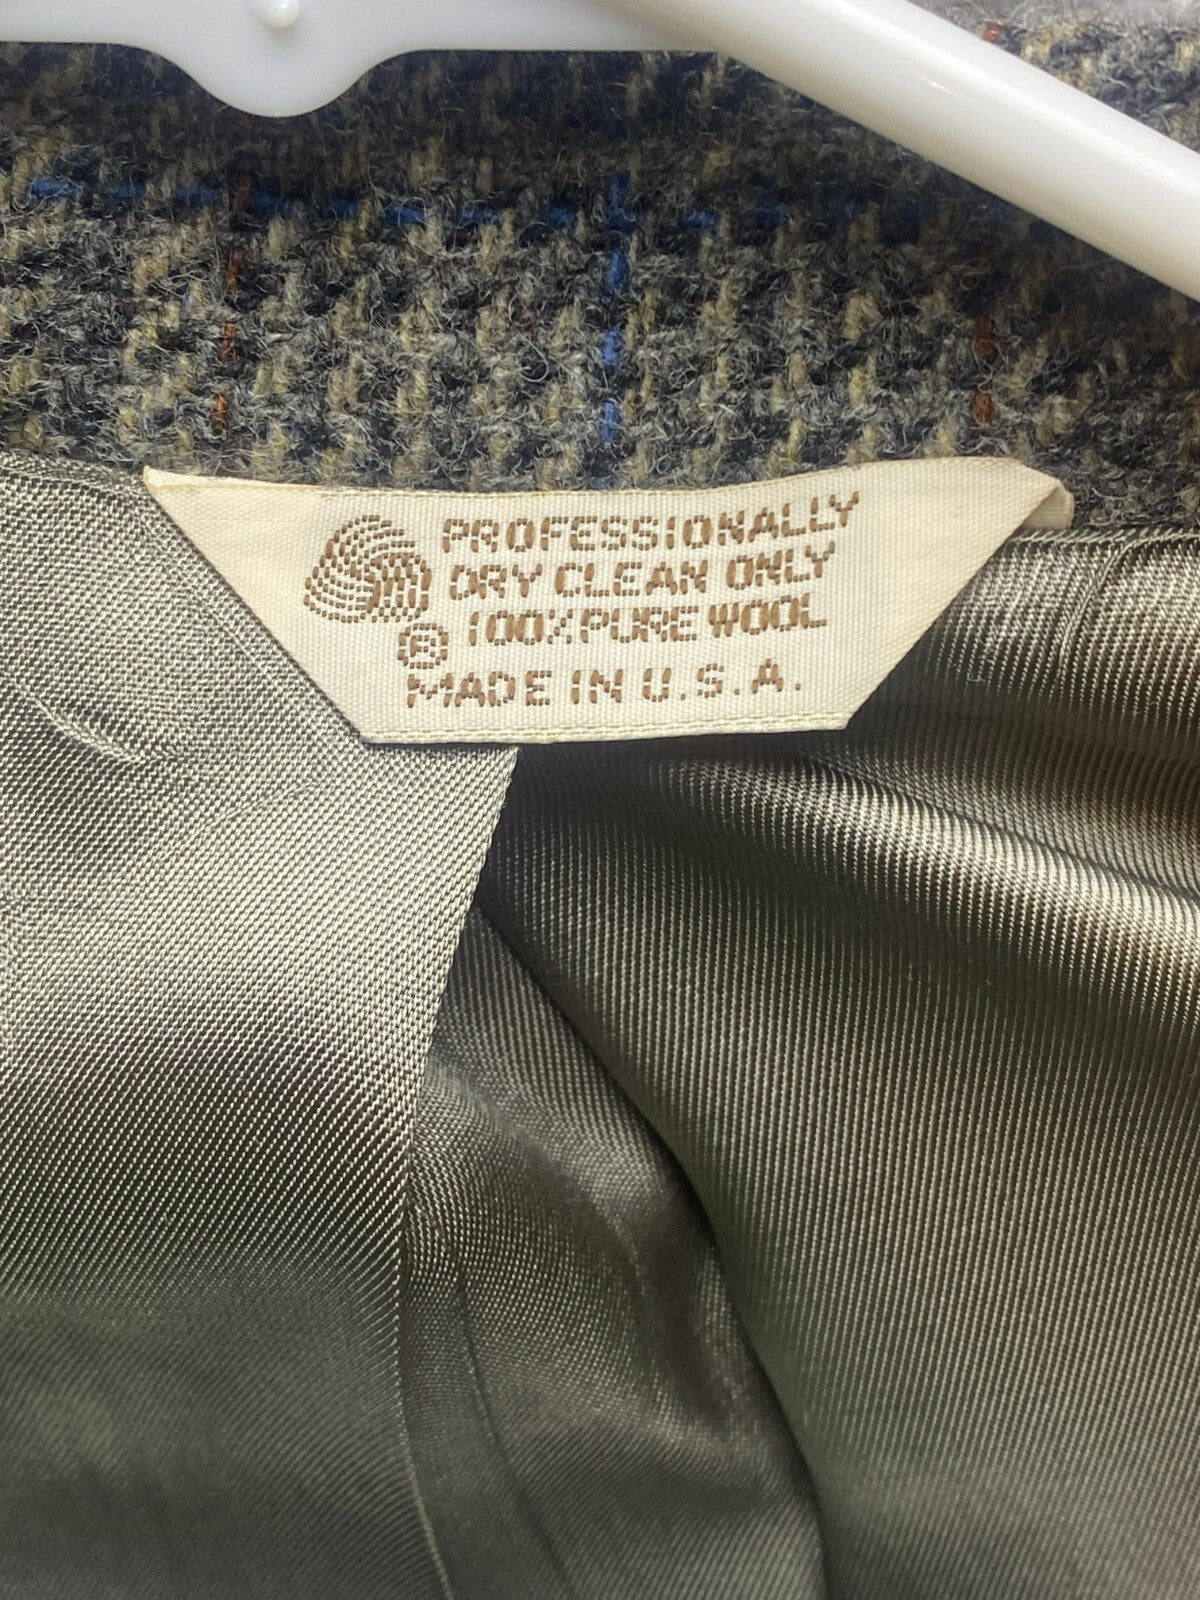 PROFESSIONALLY
DRY CLEAN ONLY
® 100% PURE WOOL
MADE IN U.S.A.